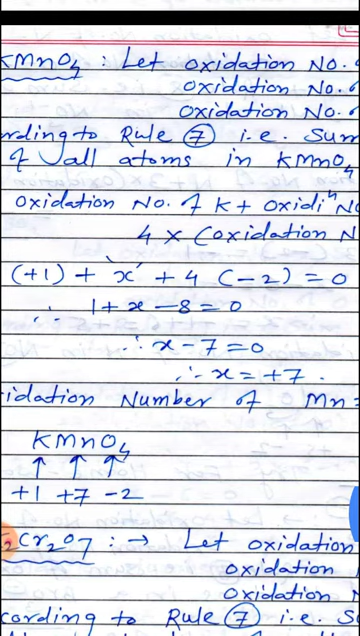 KMnO4 : Let oxidation No.
oxidation No.
oxidation No.
rding to Rule 7 i.e. Sum
of all atoms in KMnO4
oxidation No. of K + oxidiⁿ No
4 x (oxidation N
(+1) + 'x' + 4 (-2) = 0
∴ 1 + x - 8 = 0
∴ x - 7 = 0
∴ x = +7.
idation Number of Mn =
KMnO4
↑ ↑ ↑
+1 +7 -2
2Cr2O7 : → Let oxidation
oxidation
oxidation N
cording to Rule 7 i.e. S